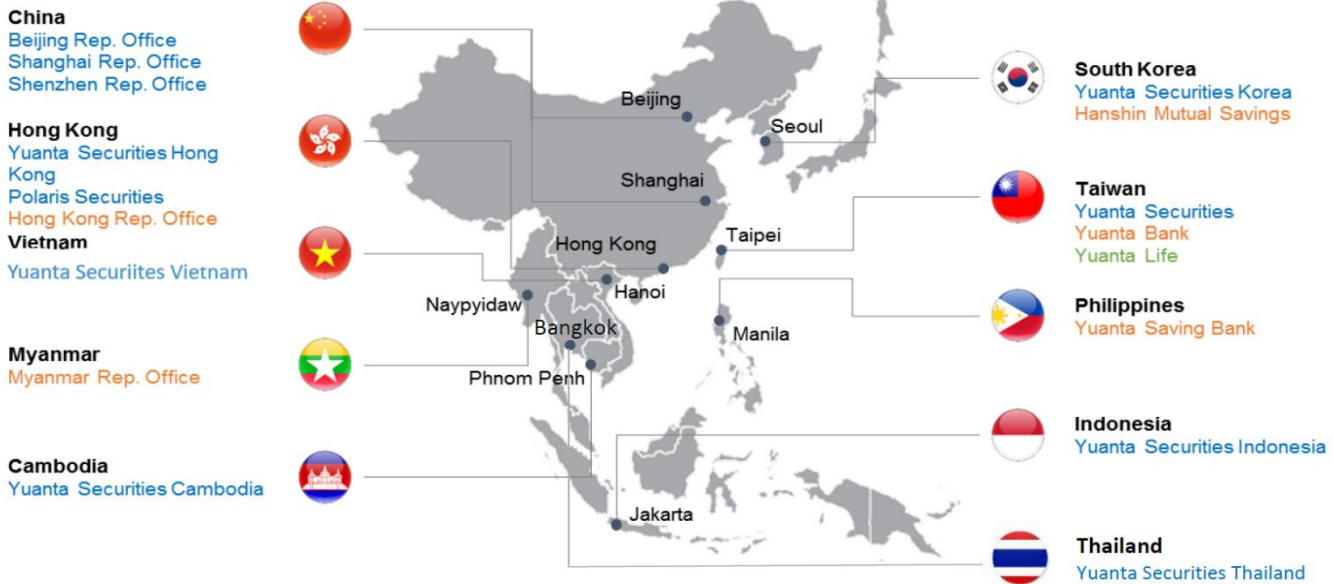 China
Beijing Rep. Office
Shanghai Rep. Office
Shenzhen Rep. Office
Hong Kong
Yuanta Securities Hong
Kong
Polaris Securities
Hong Kong Rep. Office
Vietnam
Yuanta Securiites Vietnam
Myanmar
Myanmar Rep. Office
Cambodia
Yuanta Securities Cambodia
Beijing
Seoul
Shanghai
Hong Kong
Taipei
Hanoi
Naypyidaw
Bangkok
Manila
Phnom Penh
Jakarta
South Korea
Yuanta Securities Korea
Hanshin Mutual Savings
Taiwan
Yuanta Securities
Yuanta Bank
Yuanta Life
Philippines
Yuanta Saving Bank
Indonesia
Yuanta Securities Indonesia
Thailand
Yuanta Securities Thailand